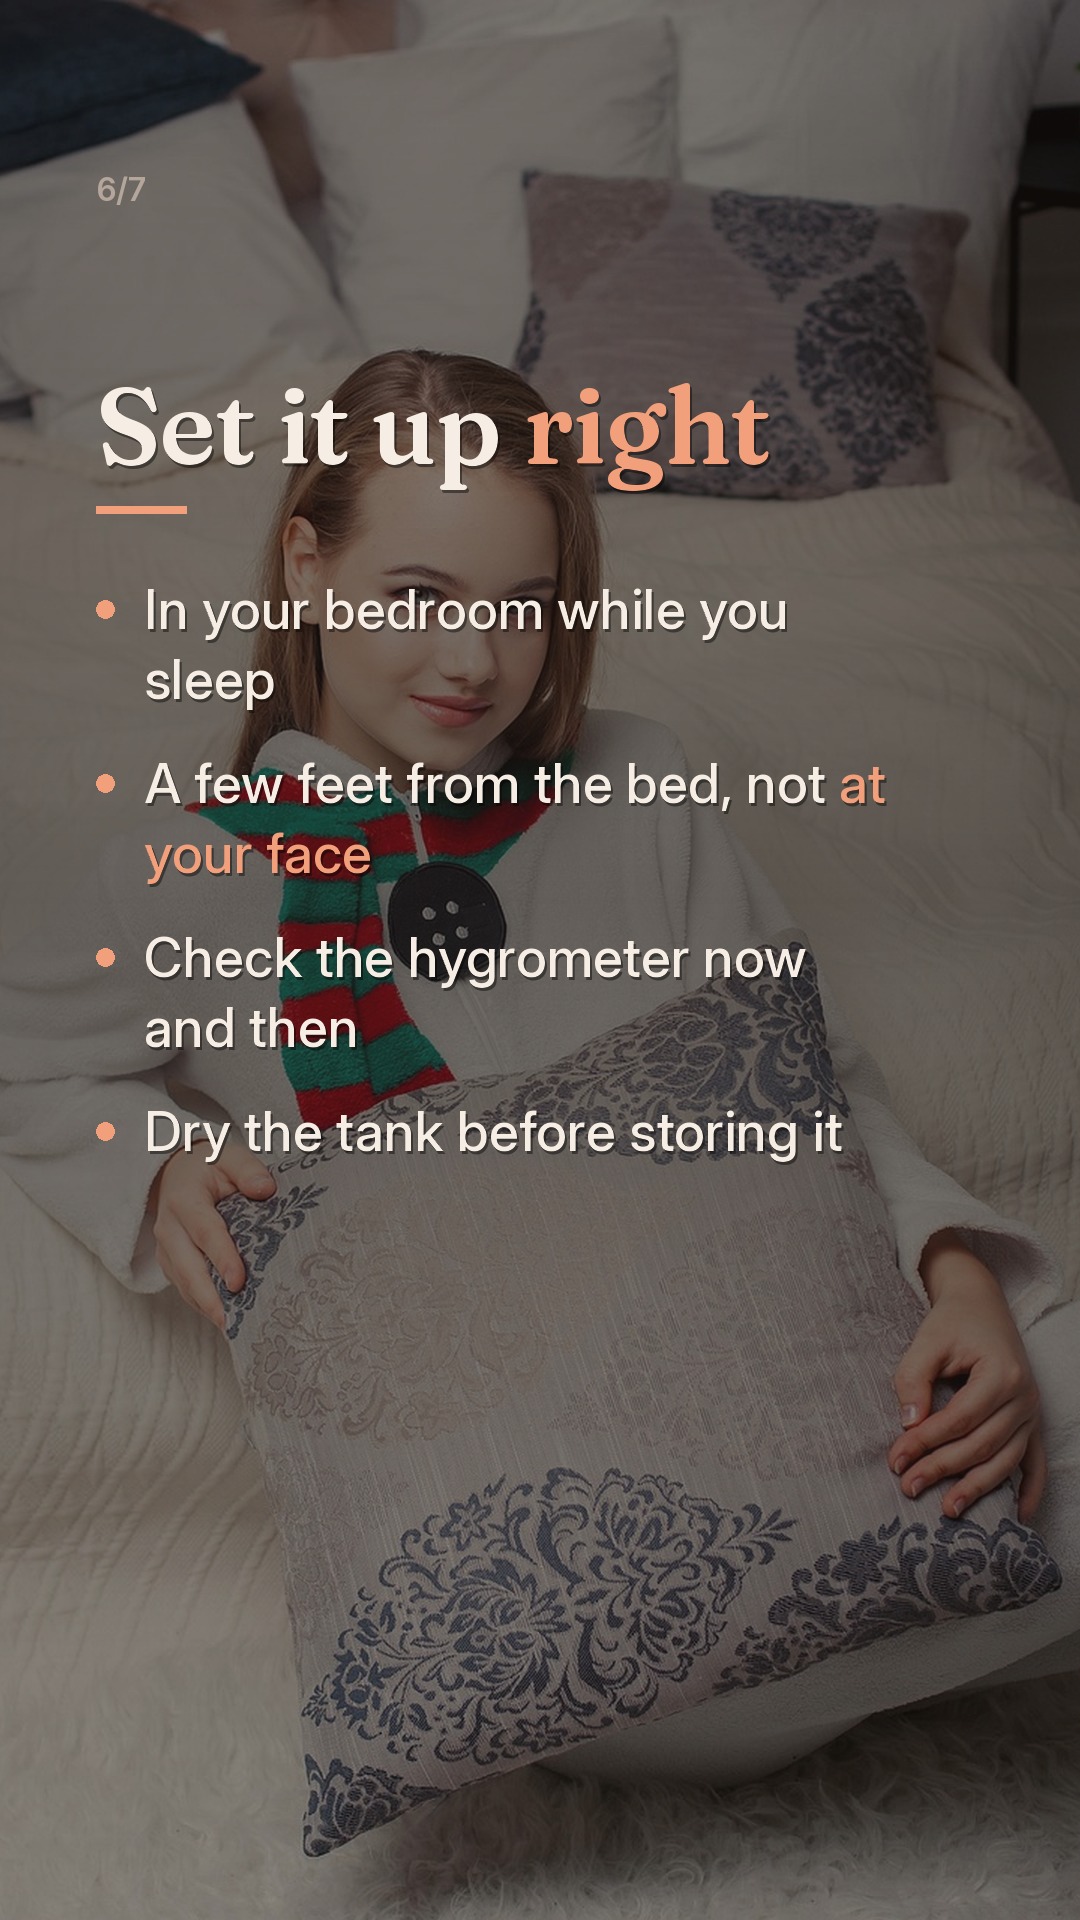 6/7
Set it up right
In your bedroom while you
sleep
A few feet from the bed, not at
your face
Check the hygrometer now
and then
Dry the tank before storing it